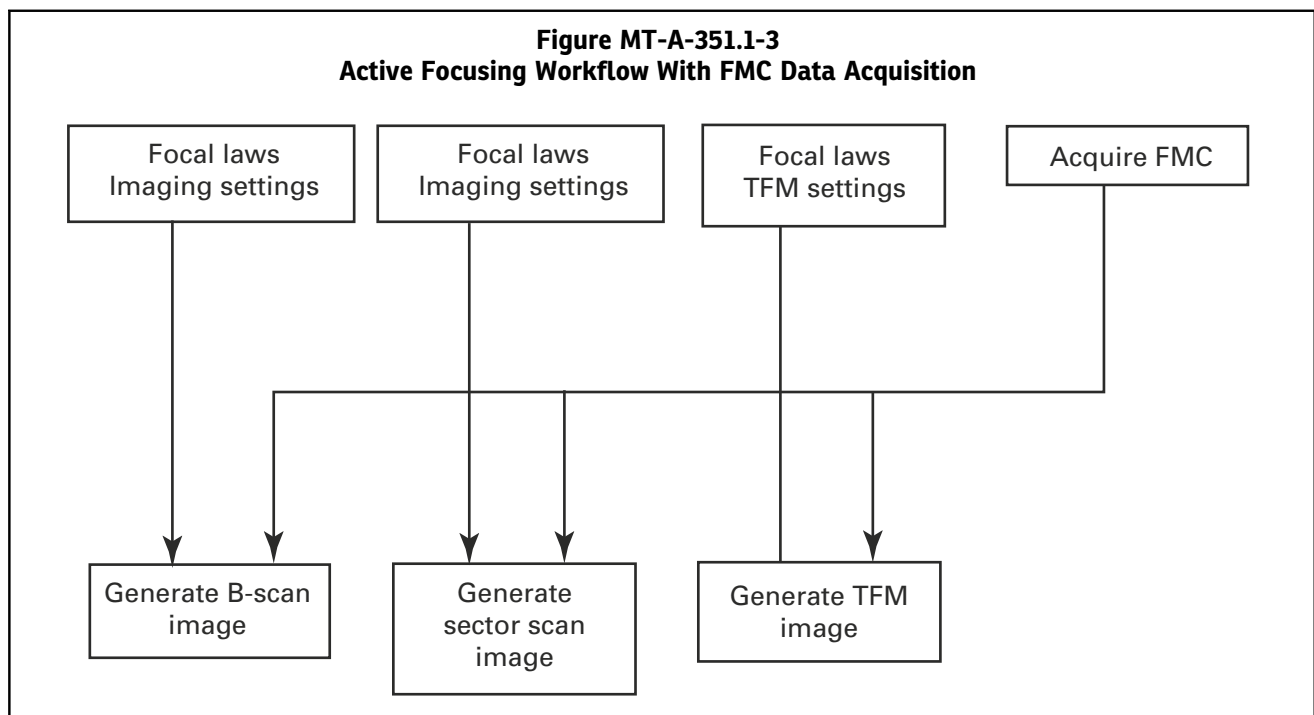 Figure MT-A-351.1-3
Active Focusing Workflow With FMC Data Acquisition
Focal laws
Imaging settings
Focal laws
Imaging settings
Focal laws
TFM settings
Acquire FMC
Generate B-scan
image
Generate
sector scan
image
Generate TFM
image